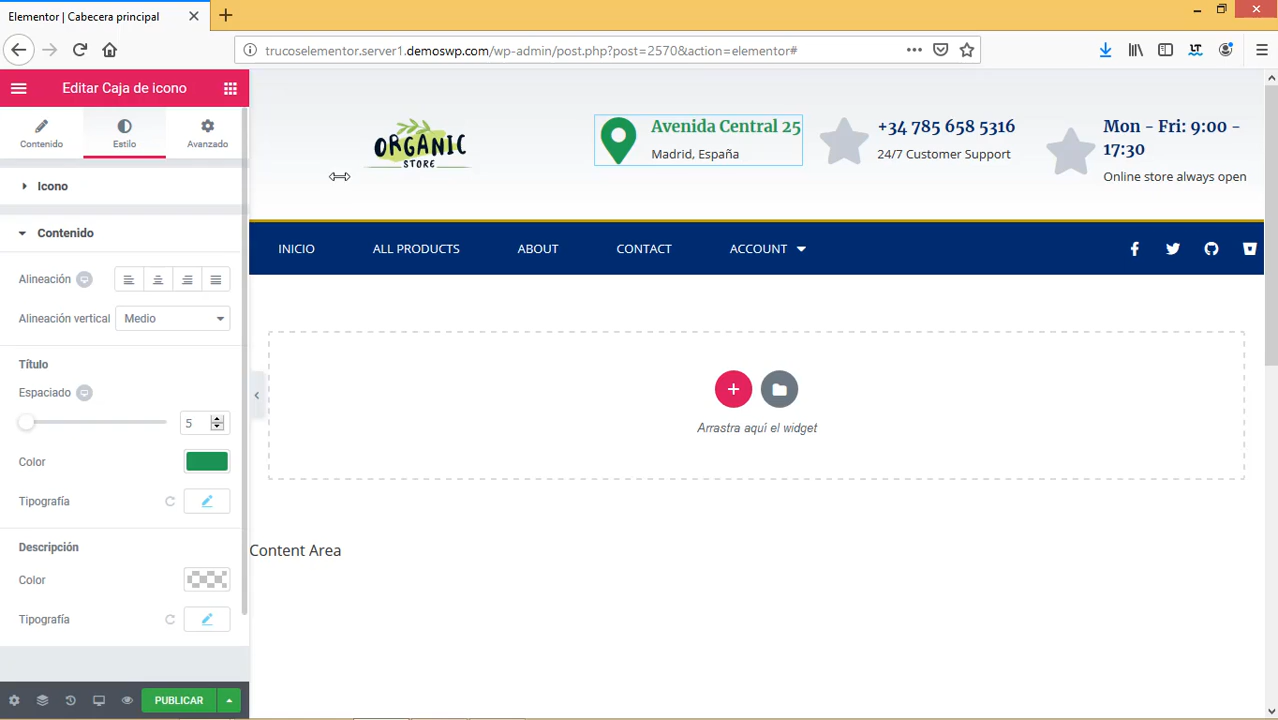 Elementor | Cabecera principal
trucoselementor.server1.demoswp.com/wp-admin/post.php?post=2570&action=elementor#
Editar Caja de icono
Contenido
Estilo
Avanzado
Icono
Contenido
Alineación
Alineación vertical
Medio
Título
Espaciado
5
Color
Tipografía
Descripción
Color
Tipografía
PUBLICAR
ORGANIC
STORE
Avenida Central 25
Madrid, España
+34 785 658 5316
24/7 Customer Support
Mon - Fri: 9:00 -
17:30
Online store always open
INICIO
ALL PRODUCTS
ABOUT
CONTACT
ACCOUNT
Arrastra aquí el widget
Content Area